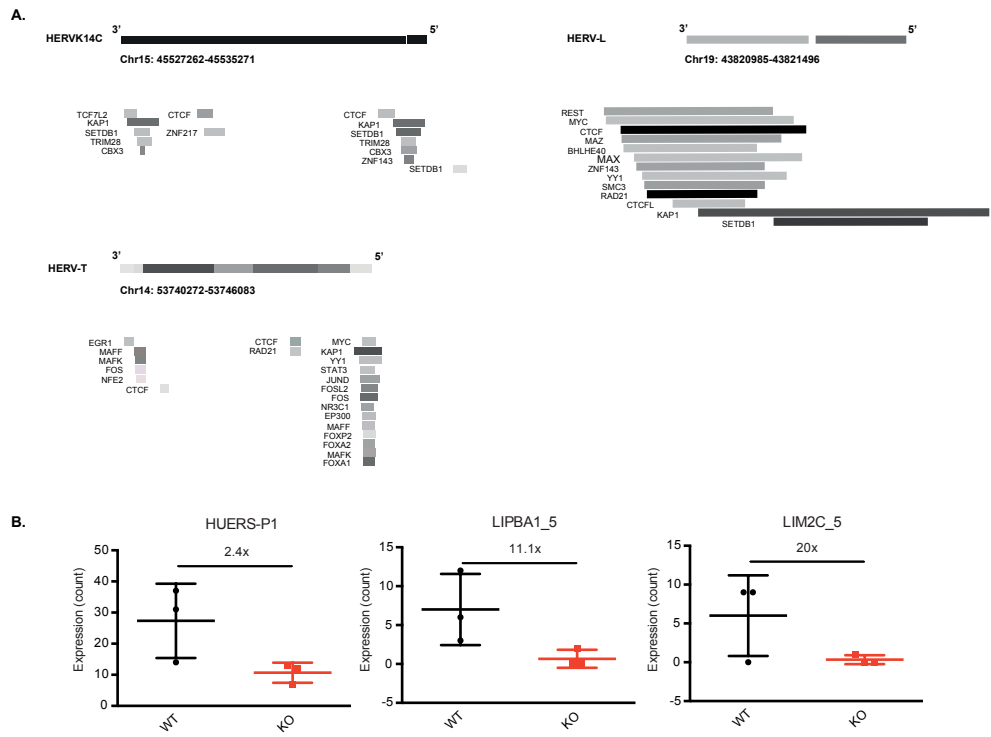 A.
3' 5'
HERVK14C
Chr15: 45527262-45535271
TCF7L2
KAP1
SETDB1
TRIM28
CBX3
CTCF
ZNF217
CTCF
KAP1
SETDB1
TRIM28
CBX3
ZNF143
SETDB1
3' 5'
HERV-L
Chr19: 43820985-43821496
REST
MYC
CTCF
MAZ
BHLHE40
MAX
ZNF143
YY1
SMC3
RAD21
CTCFL
KAP1
SETDB1
3' 5'
HERV-T
Chr14: 53740272-53746083
EGR1
MAFF
MAFK
FOS
NFE2
CTCF
CTCF
RAD21
MYC
KAP1
YY1
STAT3
JUND
FOSL2
FOS
NR3C1
EP300
MAFF
FOXP2
FOXA2
MAFK
FOXA1
B.
HUERS-P1
2.4x
Expression (count)
50
40
30
20
10
0
WT KO
LIPBA1_5
11.1x
Expression (count)
15
10
5
0
-5
WT KO
LIM2C_5
20x
Expression (count)
15
10
5
0
-5
WT KO